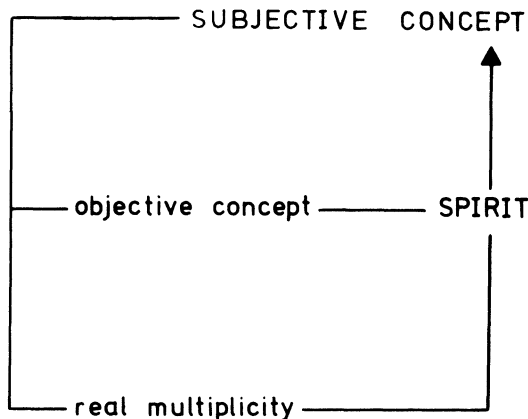 SUBJECTIVE CONCEPT
objective concept SPIRIT
real multiplicity